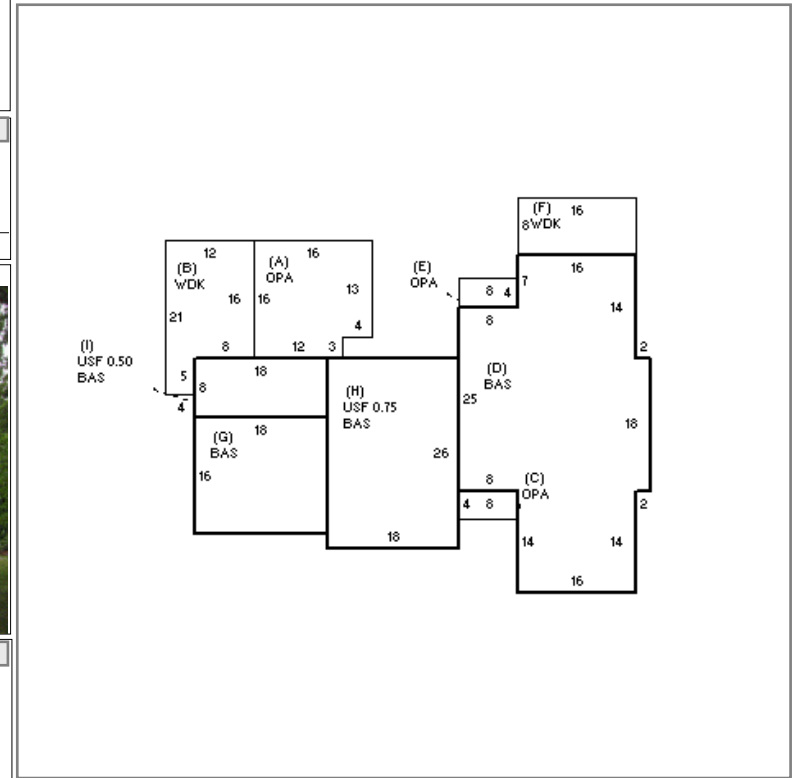 (F) 16
8 WDK
12 16
(B) (A)
WDK OPA
16 16 13
21
4
8 12 3
(E)
OPA
8 4
7
16
14
8
2
(I)
USF 0.50
BAS
5
4
8
18
(H)
USF 0.75
BAS
(D)
BAS
25
18
(G)
BAS
18
16
26
8
(C)
OPA
4 8
2
18
14 14
16